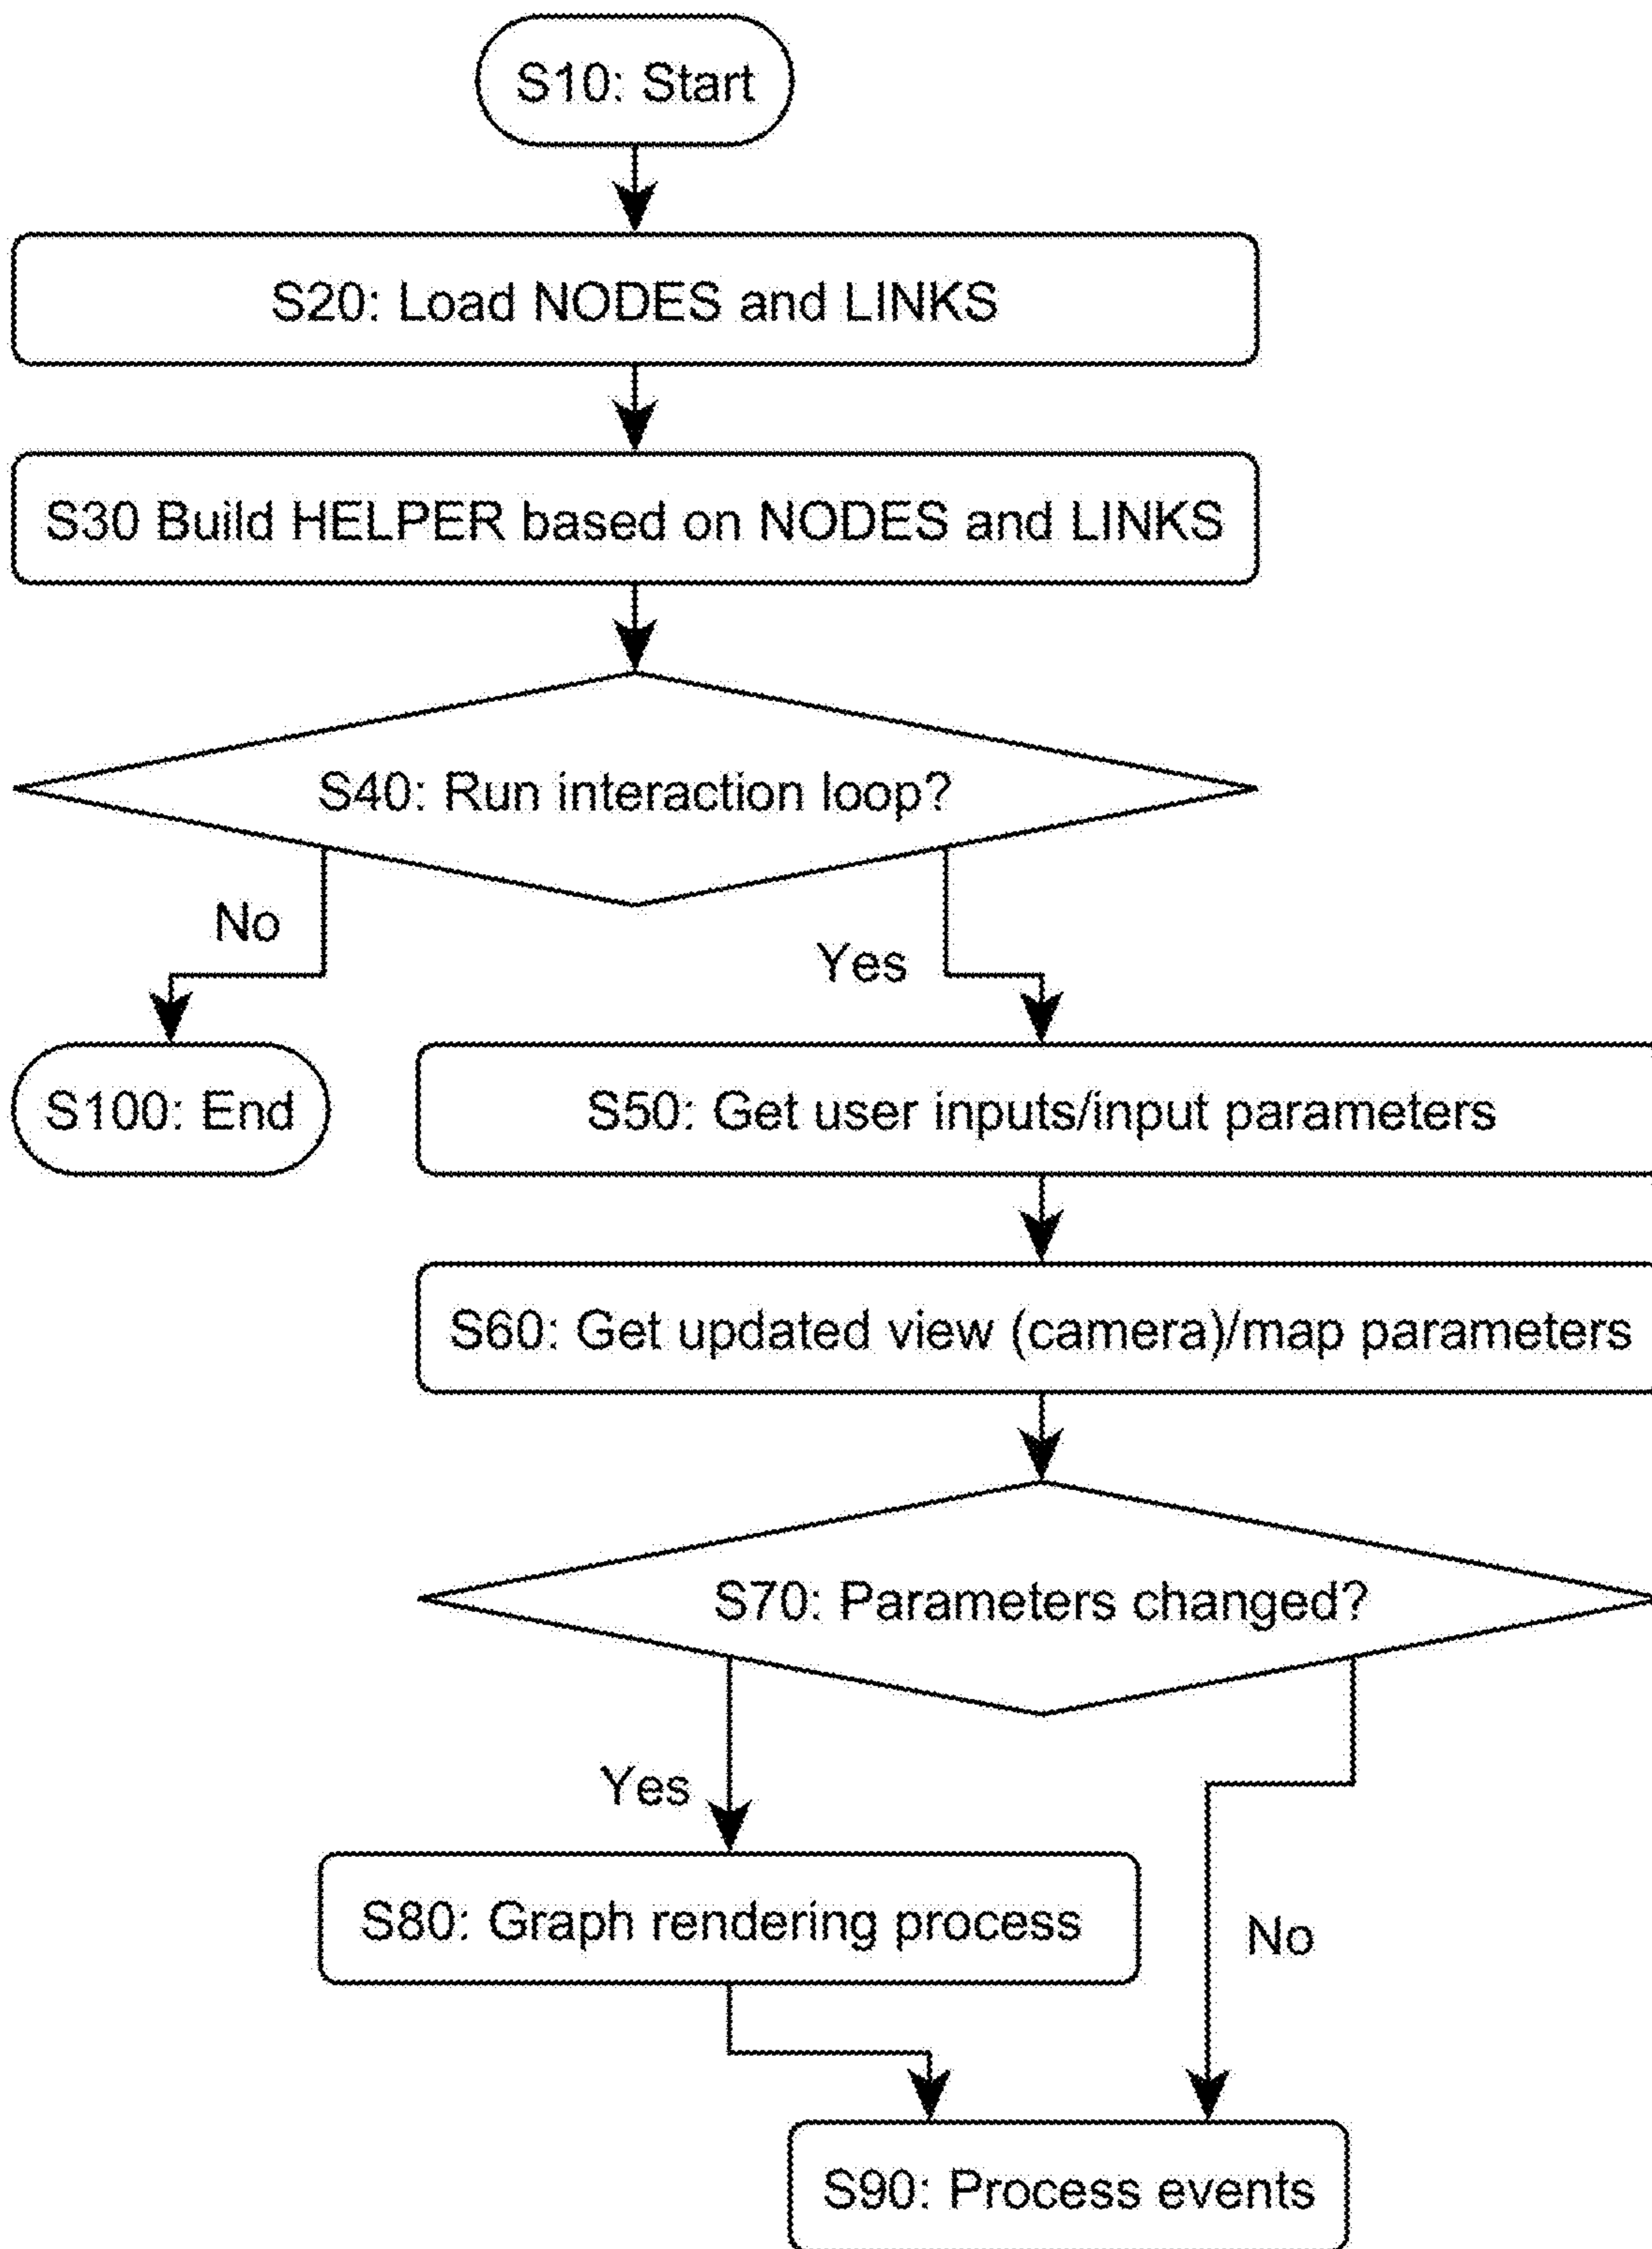 S10: Start
S20: Load NODES and LINKS
S30 Build HELPER based on NODES and LINKS
S40: Run interaction loop?
No
Yes
S100: End
S50: Get user inputs/input parameters
S60: Get updated view (camera)/map parameters
S70: Parameters changed?
Yes
S80: Graph rendering process
No
S90: Process events